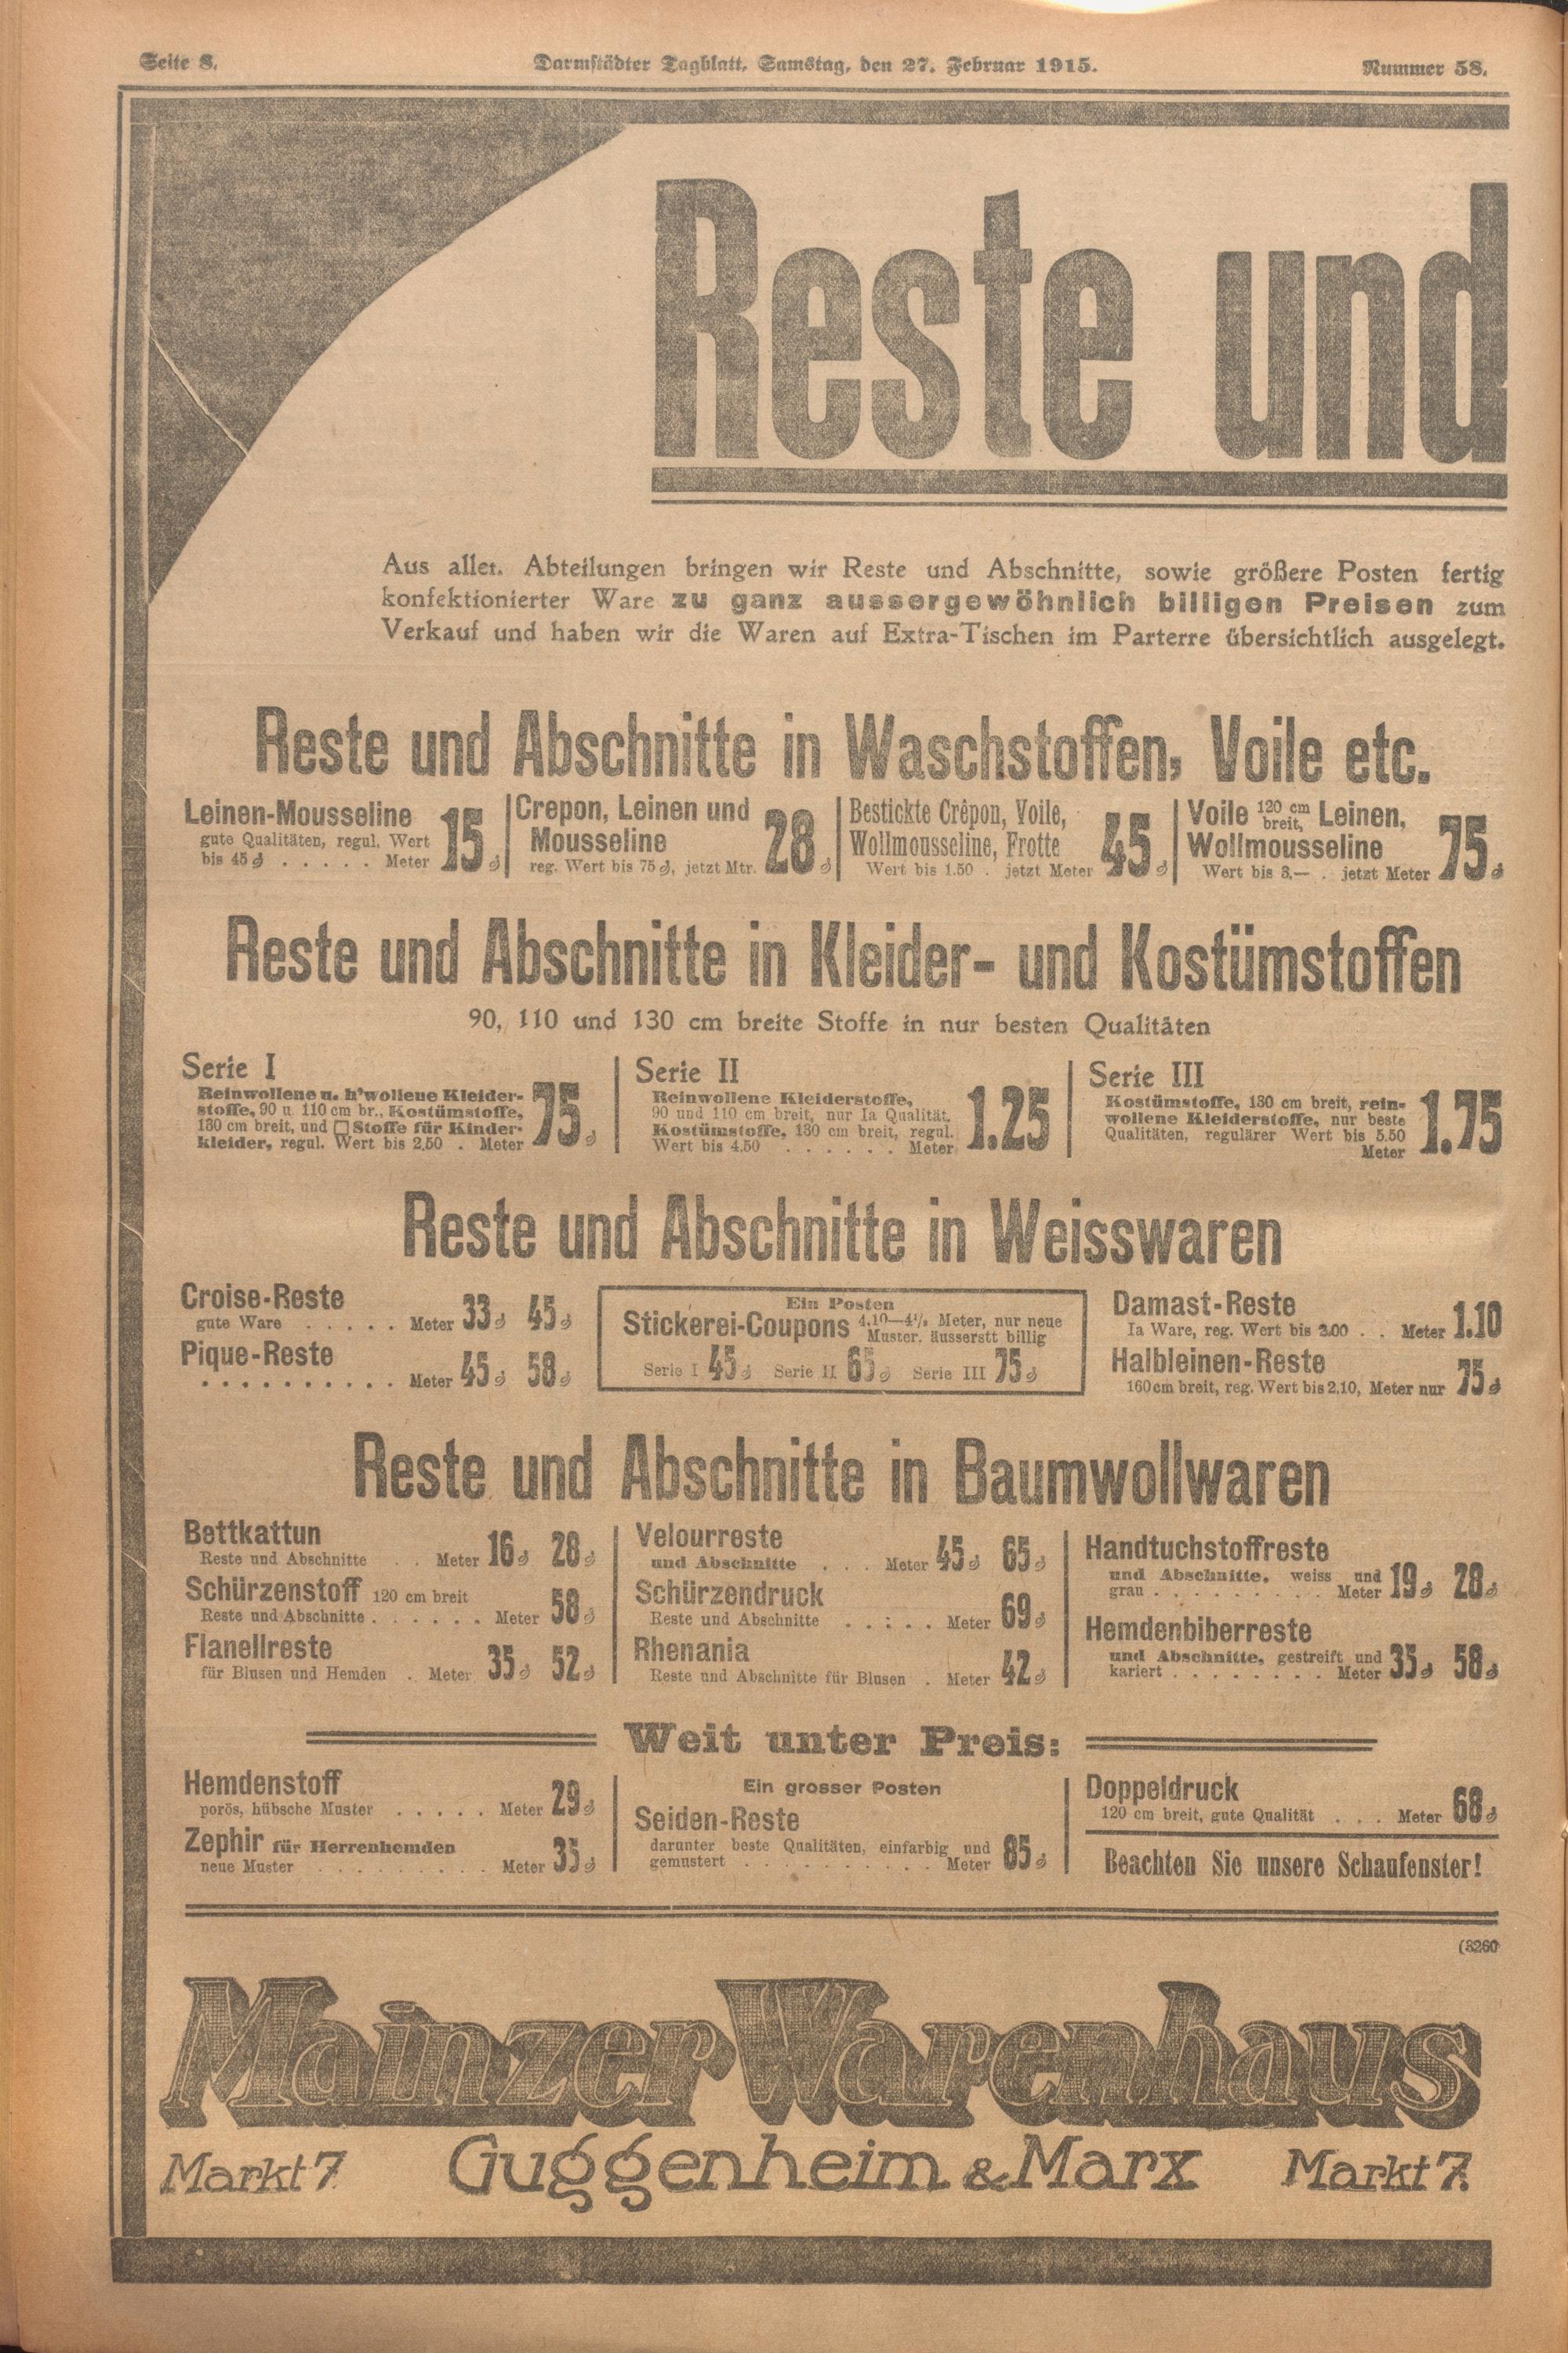 Seite 8.
Darmstädter Tagblatt, Samstag, den 27. Februar 1915.
Nummer 58.
Reste und
Aus allen Abteilungen bringen wir Reste und Abschnitte, sowie größere Posten fertig
konfektionierter Ware zu ganz aussergewöhnlich billigen Preisen zum
Verkauf und haben wir die Waren auf Extra-Tischen im Parterre übersichtlich ausgelegt.
Reste und Abschnitte in Waschstoffen, Voile etc.
Leinen-Mousseline
gute Qualitäten, regul. Wert
bis 45 ₰ . . . . . Meter 15 ₰
Crepon, Leinen und
Mousseline
reg. Wert bis 75 ₰, jetzt Mtr. 28 ₰
Bestickte Crêpon, Voile,
Wollmousseline, Frotte
Wert bis 1.50 . jetzt Meter 45 ₰
Voile 120 cm breit, Leinen,
Wollmousseline
Wert bis 3.— . jetzt Meter 75 ₰
Reste und Abschnitte in Kleider- und Kostümstoffen
90, 110 und 130 cm breite Stoffe in nur besten Qualitäten
Serie I
Reinwollene u. h'wollene Kleider-
stoffe, 90 u 110 cm br., Kostümstoffe,
130 cm breit, und □ Stoffe für Kinder-
kleider, regul. Wert bis 2.50 . Meter 75 ₰
Serie II
Reinwollene Kleiderstoffe,
90 und 110 cm breit, nur Ia Qualität,
Kostümstoffe, 130 cm breit, regul.
Wert bis 4.50 . . . . . . Meter 1.25
Serie III
Kostümstoffe, 130 cm breit, rein-
wollene Kleiderstoffe, nur beste
Qualitäten, regulärer Wert bis 5.50
Meter 1.75
Reste und Abschnitte in Weisswaren
Croise-Reste
gute Ware . . . . . Meter 33 ₰ 45 ₰
Pique-Reste
. . . . . . . . . . Meter 45 ₰ 58 ₰
Ein Posten
Stickerei-Coupons 4,10—4½ Meter, nur neue
Muster, äusserstt billig
Serie I 45 ₰ Serie II 65 ₰ Serie III 75 ₰
Damast-Reste
Ia Ware, reg. Wert bis 2.00 . . Meter 1.10
Halbleinen-Reste
160 cm breit, reg. Wert bis 2.10, Meter nur 75 ₰
Reste und Abschnitte in Baumwollwaren
Bettkattun
Reste und Abschnitte . . Meter 16 ₰ 28 ₰
Schürzenstoff 120 cm breit
Reste und Abschnitte . . . . . . Meter 58 ₰
Flanellreste
für Blusen und Hemden . Meter 35 ₰ 52 ₰
Velourreste
und Abschnitte . . . Meter 45 ₰ 65 ₰
Schürzendruck
Reste und Abschnitte . . . . . Meter 69 ₰
Rhenania
Reste und Abschnitte für Blusen . Meter 42 ₰
Handtuchstoffreste
und Abschnitte, weiss und
grau . . . . . . . . . Meter 19 ₰ 28 ₰
Hemdenbiberreste
und Abschnitte, gestreift und
kariert . . . . . . . . Meter 35 ₰ 58 ₰
Weit unter Preis:
Hemdenstoff
porös, hübsche Muster . . . . . Meter 29 ₰
Zephir für Herrenhemden
neue Muster . . . . . . . . . Meter 35 ₰
Ein grosser Posten
Seiden-Reste
darunter beste Qualitäten, einfarbig und
gemustert . . . . . . . . . . Meter 85 ₰
Doppeldruck
120 cm breit, gute Qualität . . . Meter 68 ₰
Beachten Sie unsere Schaufenster!
(3260
Mainzer Warenhaus
Markt 7. Guggenheim & Marx Markt 7.